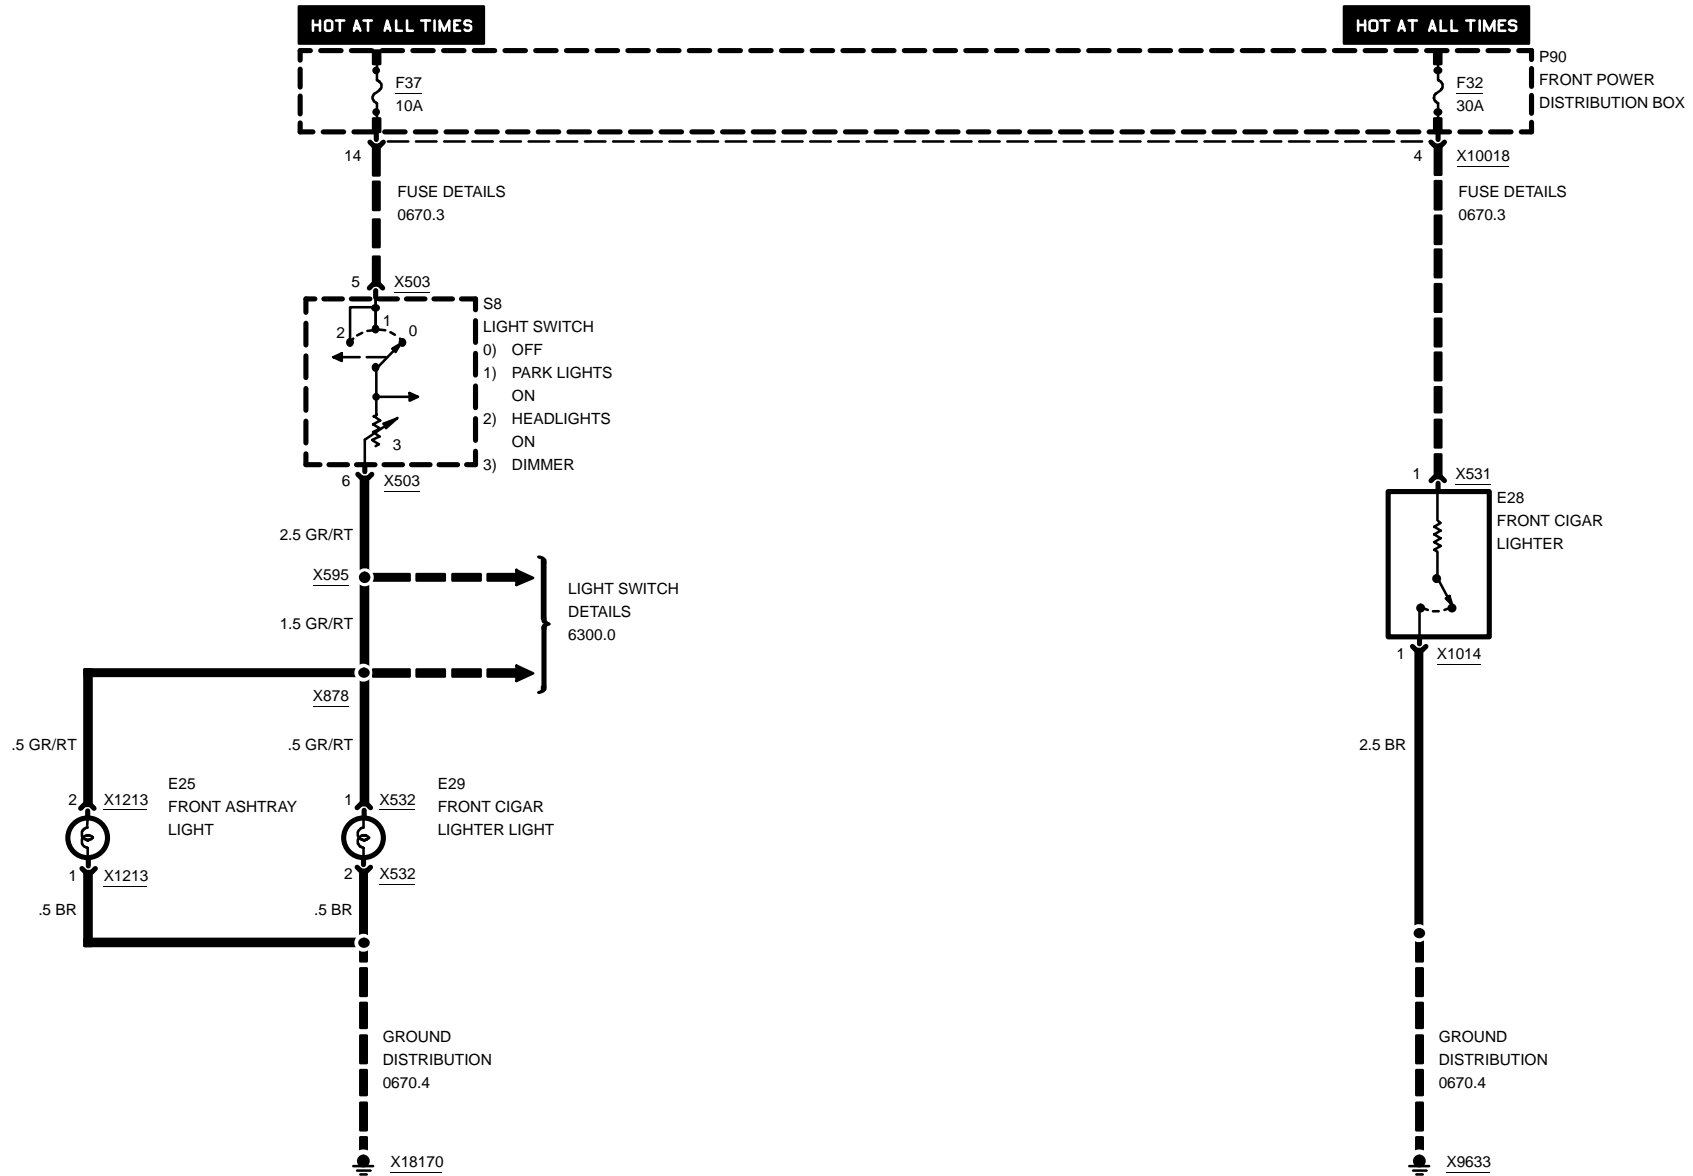 HOT AT ALL TIMES
HOT AT ALL TIMES
F37
10A
F32
30A
P90
FRONT POWER
DISTRIBUTION BOX
14
4
X10018
FUSE DETAILS
0670.3
FUSE DETAILS
0670.3
5
X503
2
1
0
3
S8
LIGHT SWITCH
0) OFF
1) PARK LIGHTS
ON
2) HEADLIGHTS
ON
3) DIMMER
6
X503
1
X531
E28
FRONT CIGAR
LIGHTER
2.5 GR/RT
X595
LIGHT SWITCH
DETAILS
6300.0
1.5 GR/RT
1
X1014
X878
.5 GR/RT
.5 GR/RT
2.5 BR
2
X1213
E25
FRONT ASHTRAY
LIGHT
1
X532
E29
FRONT CIGAR
LIGHTER LIGHT
1
X1213
2
X532
.5 BR
.5 BR
GROUND
DISTRIBUTION
0670.4
GROUND
DISTRIBUTION
0670.4
X18170
X9633